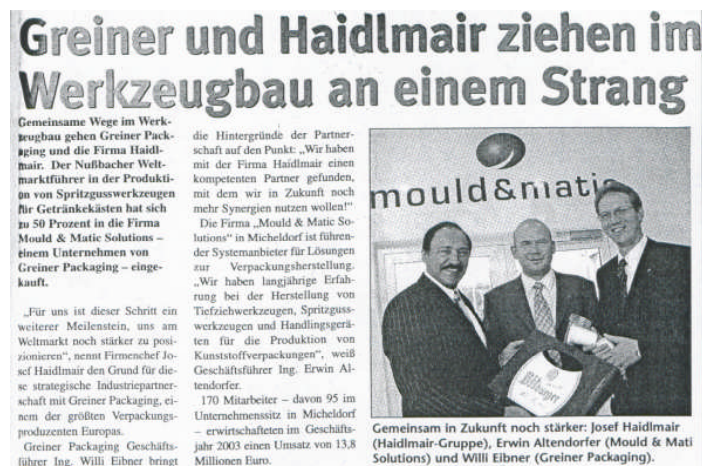 Greiner und Haidlmair ziehen im
Werkzeugbau an einem Strang
Gemeinsame Wege im Werk-
zeugbau gehen Greiner Pack-
aging und die Firma Haidl-
mair. Der Nußbacher Welt-
marktführer in der Produkti-
on von Spritzgusswerkzeugen
für Getränkekästen hat sich
zu 50 Prozent in die Firma
Mould & Matic Solutions –
einem Unternehmen von
Greiner Packaging – einge-
kauft.
„Für uns ist dieser Schritt ein
weiterer Meilenstein, uns am
Weltmarkt noch stärker zu posi-
zionieren“, nennt Firmenchef Jo-
sef Haidlmair den Grund für die-
se strategische Industriepartner-
schaft mit Greiner Packaging, ei-
nem der größten Verpackungs-
produzenten Europas.
Greiner Packaging Geschäfts-
führer Ing. Willi Eibner bringt
die Hintergründe der Partner-
schaft auf den Punkt: „Wir haben
mit der Firma Haidlmair einen
kompetenten Partner gefunden,
mit dem wir in Zukunft noch
mehr Synergien nutzen wollen!“
Die Firma „Mould & Matic So-
lutions“ in Micheldorf ist führen-
der Systemanbieter für Lösungen
zur Verpackungsherstellung.
„Wir haben langjährige Erfah-
rung bei der Herstellung von
Tiefziehwerkzeugen, Spritzguss-
werkzeugen und Handlingsgerä-
ten für die Produktion von
Kunststoffverpackungen“, weiß
Geschäftsführer Ing. Erwin Al-
tendorfer.
170 Mitarbeiter – davon 95 im
Unternehmenssitz in Micheldorf
– erwirtschafteten im Geschäfts-
jahr 2003 einen Umsatz von 13,8
Millionen Euro.
mould&matic
Gemeinsam in Zukunft noch stärker: Josef Haidlmair
(Haidlmair-Gruppe), Erwin Altendorfer (Mould & Mati
Solutions) und Willi Eibner (Greiner Packaging).